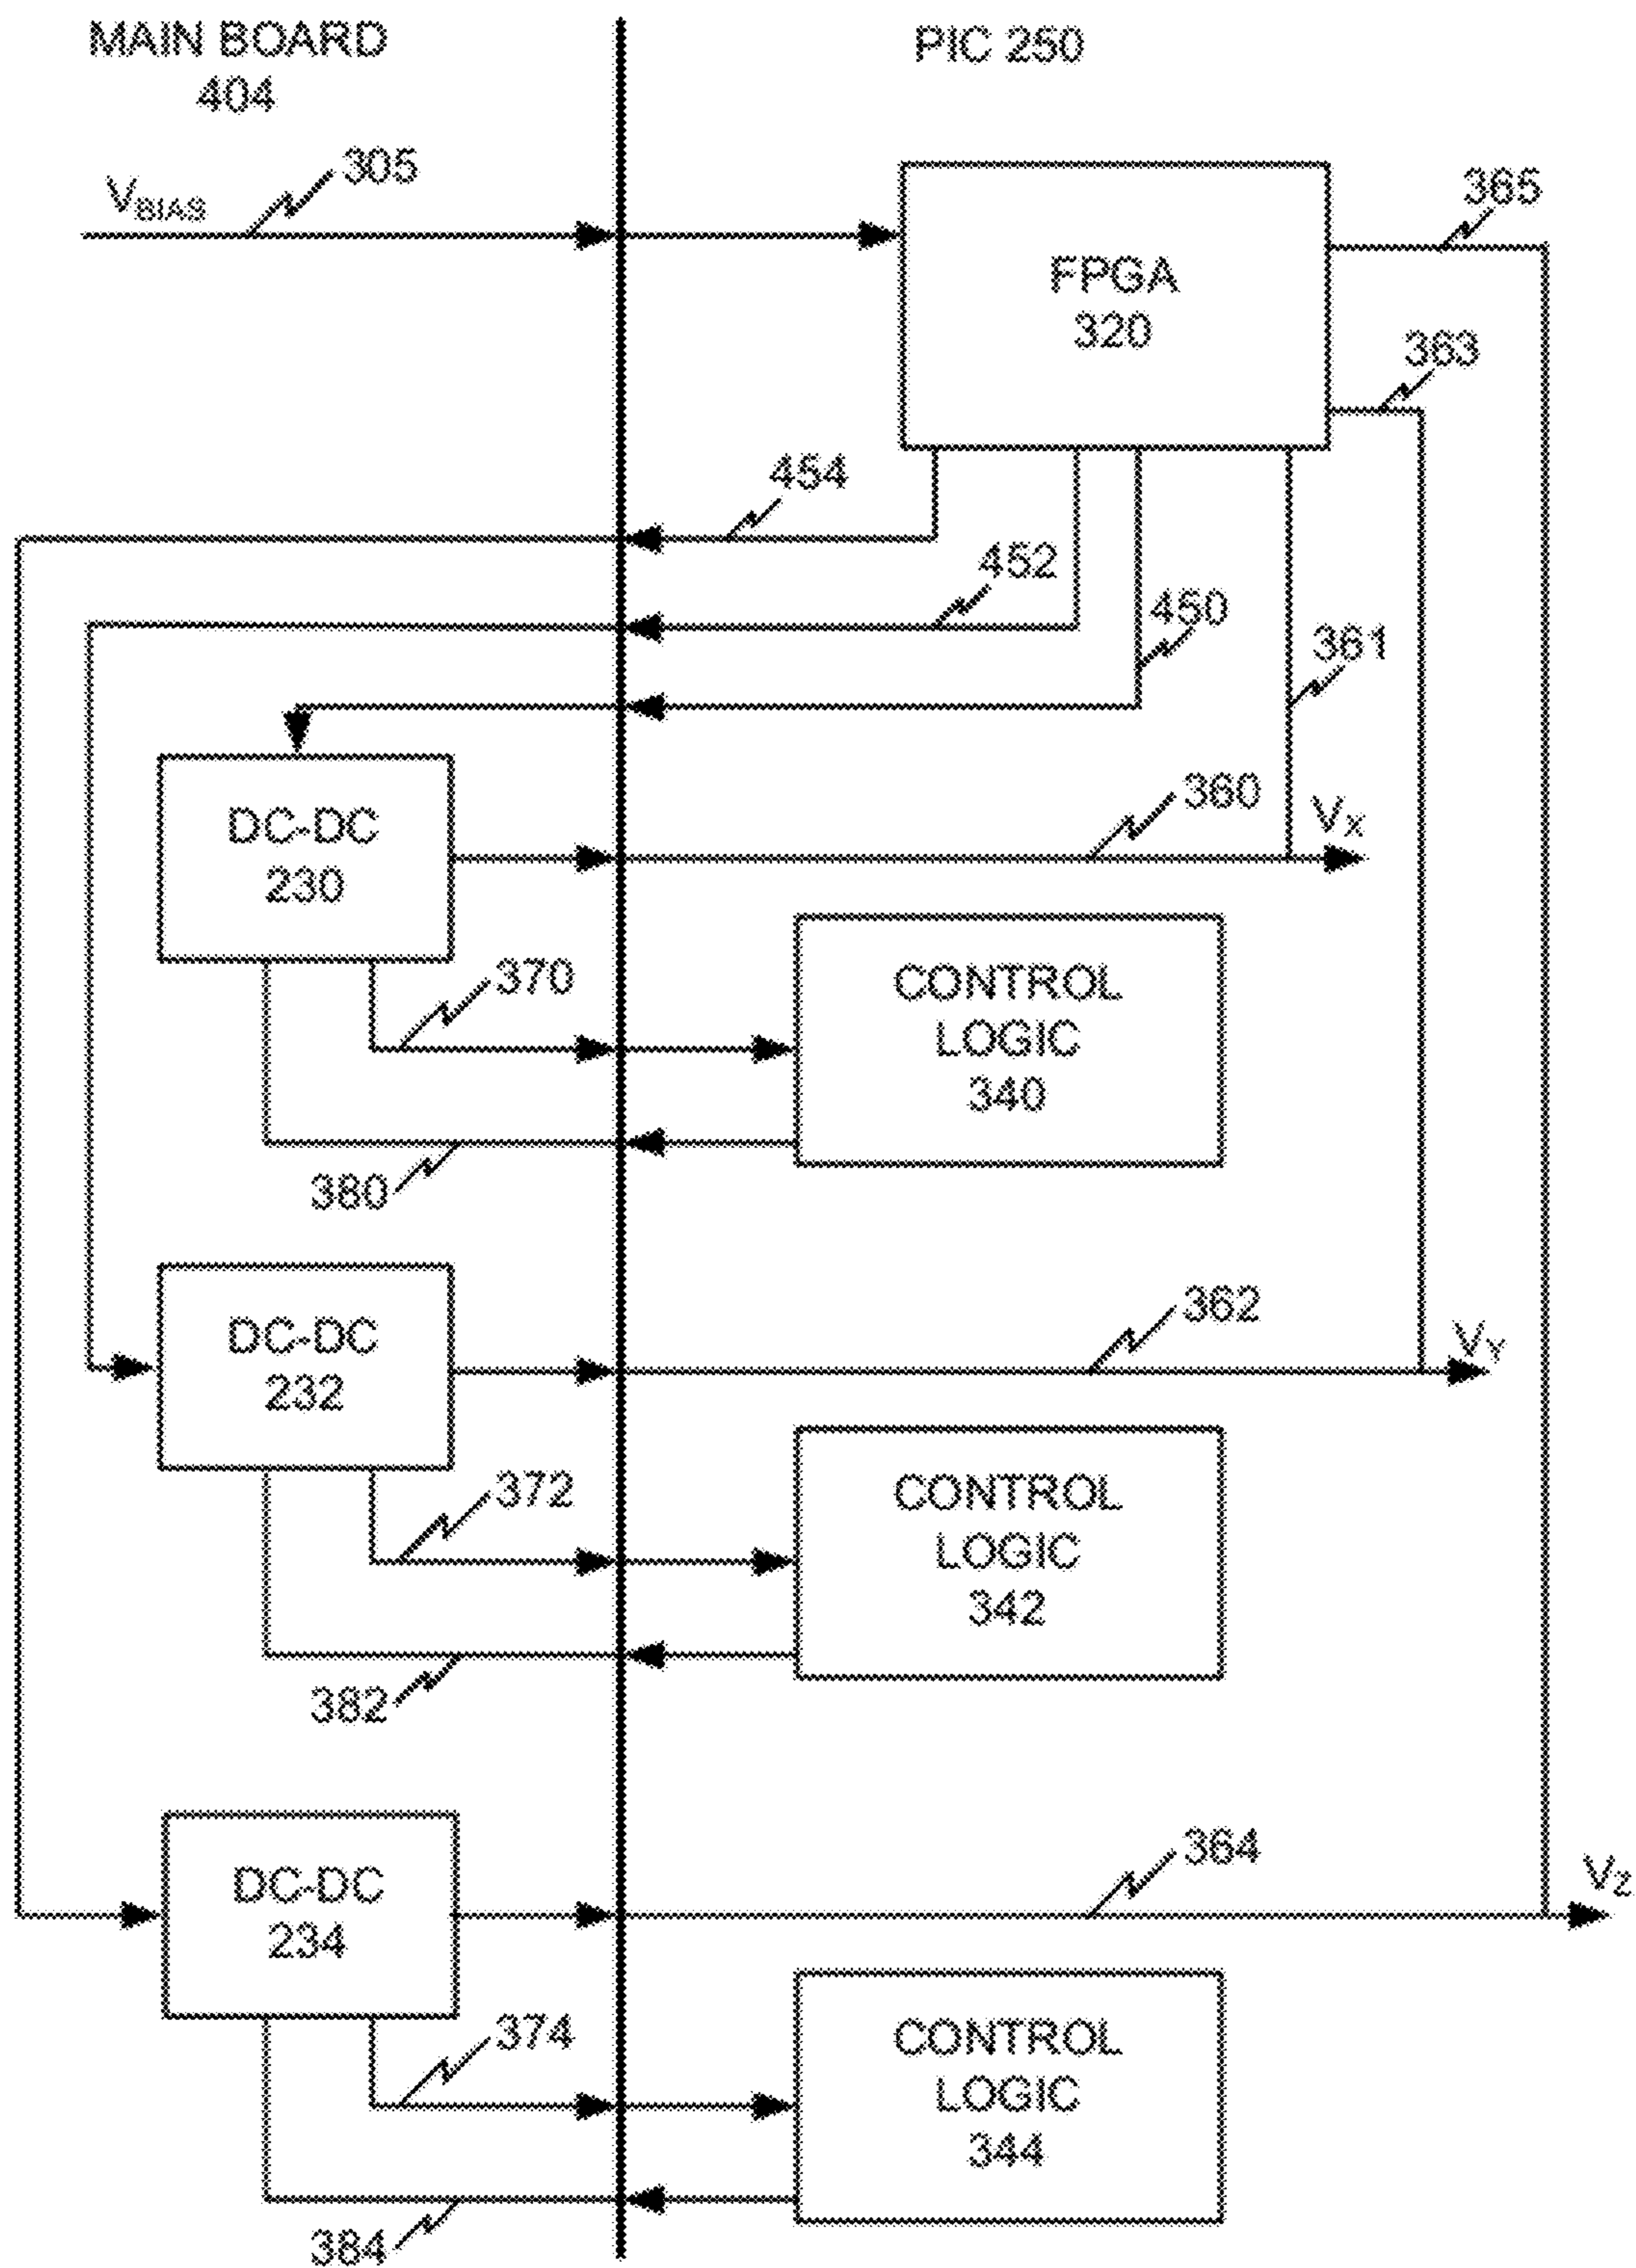 MAIN BOARD
404
PIC 250
305
VBIAS
365
FPGA
320
363
454
452
450
361
360
VX
DC-DC
230
370
CONTROL
LOGIC
340
380
362
VY
DC-DC
232
372
CONTROL
LOGIC
342
382
364
VZ
DC-DC
234
374
CONTROL
LOGIC
344
384